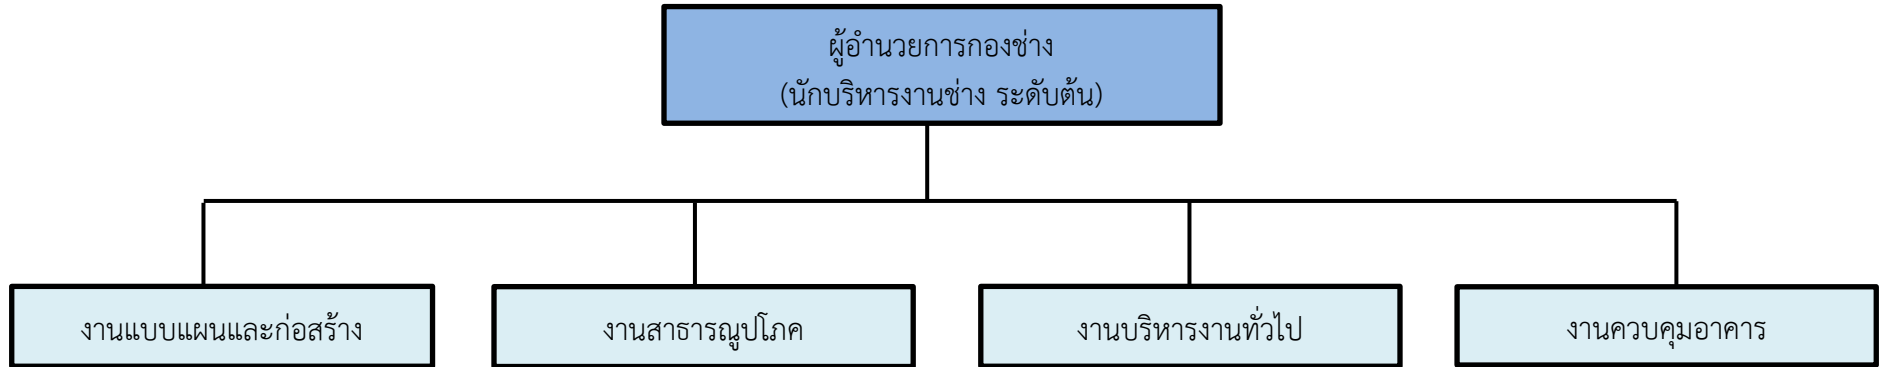 ผู้อำนวยการกองช่าง
(นักบริหารงานช่าง ระดับต้น)
งานแบบแผนและก่อสร้าง
งานสาธารณูปโภค
งานบริหารงานทั่วไป
งานควบคุมอาคาร